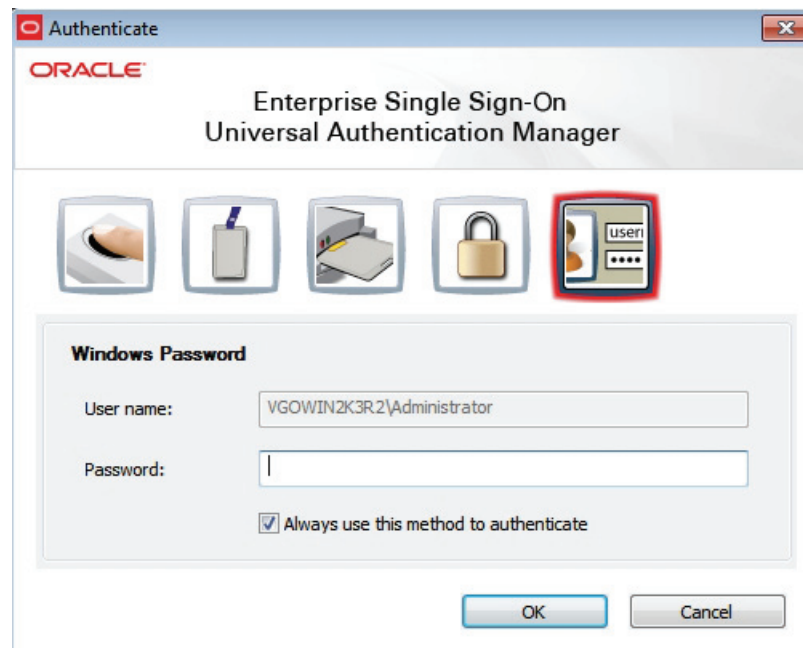 Authenticate
ORACLE
Enterprise Single Sign-On
Universal Authentication Manager
user
••••
Windows Password
User name: VGOWIN2K3R2\Administrator
Password:
Always use this method to authenticate
OK Cancel